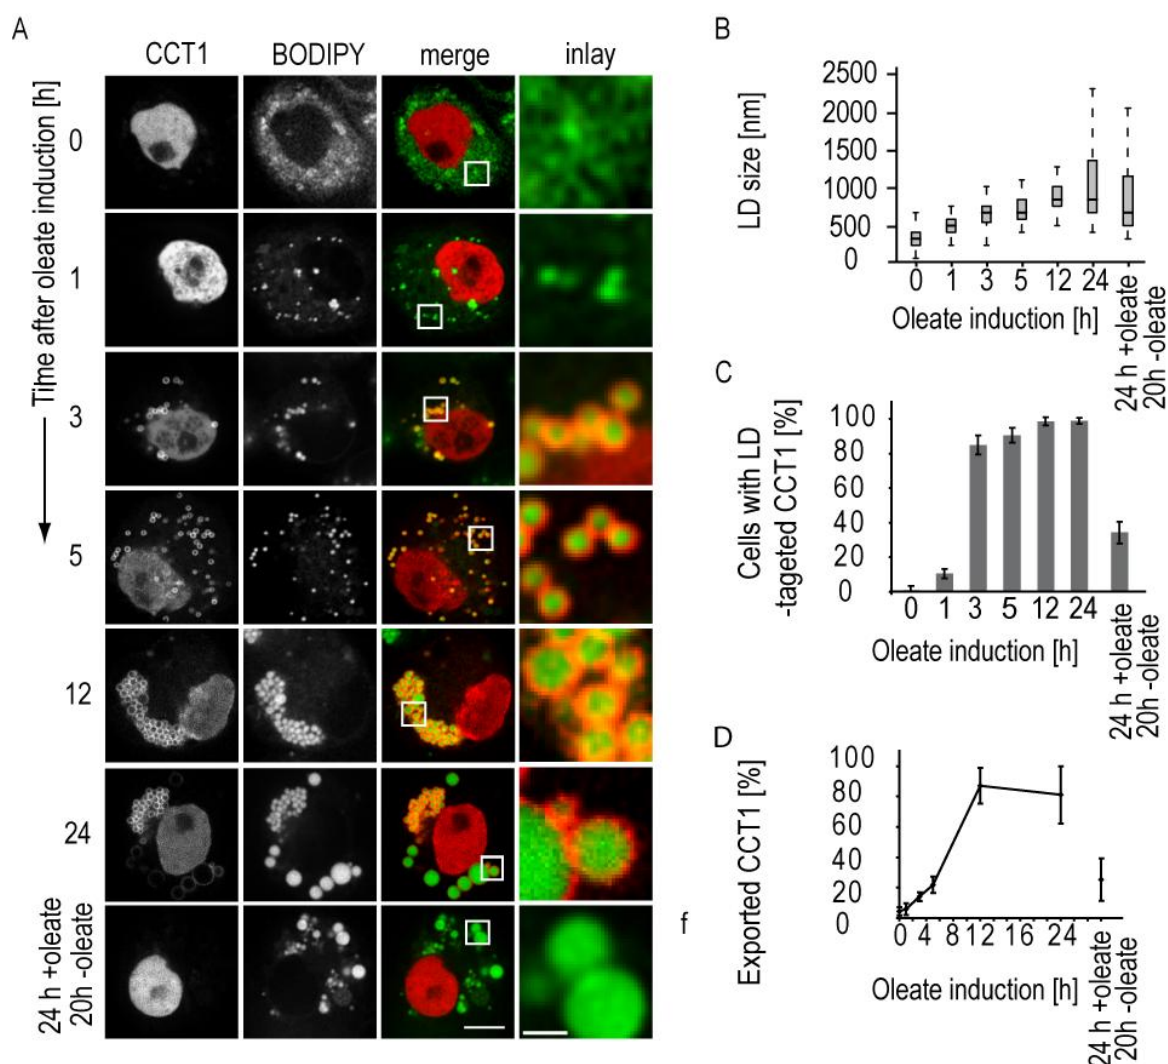 A
CCT1 BODIPY merge inlay
Time after oleate induction [h]
0
1
3
5
12
24
24 h +oleate
20h -oleate
B
LD size [nm]
2500
2000
1500
1000
500
0
0 1 3 5 12 24
Oleate induction [h]
24 h +oleate
20h -oleate
C
Cells with LD
-tageted CCT1 [%]
100
80
60
40
20
0
0 1 3 5 12 24
Oleate induction [h]
24 h +oleate
20h -oleate
f
D
Exported CCT1 [%]
100
80
60
40
20
0
0 4 8 12 16 24
Oleate induction [h]
24 h +oleate
20h -oleate